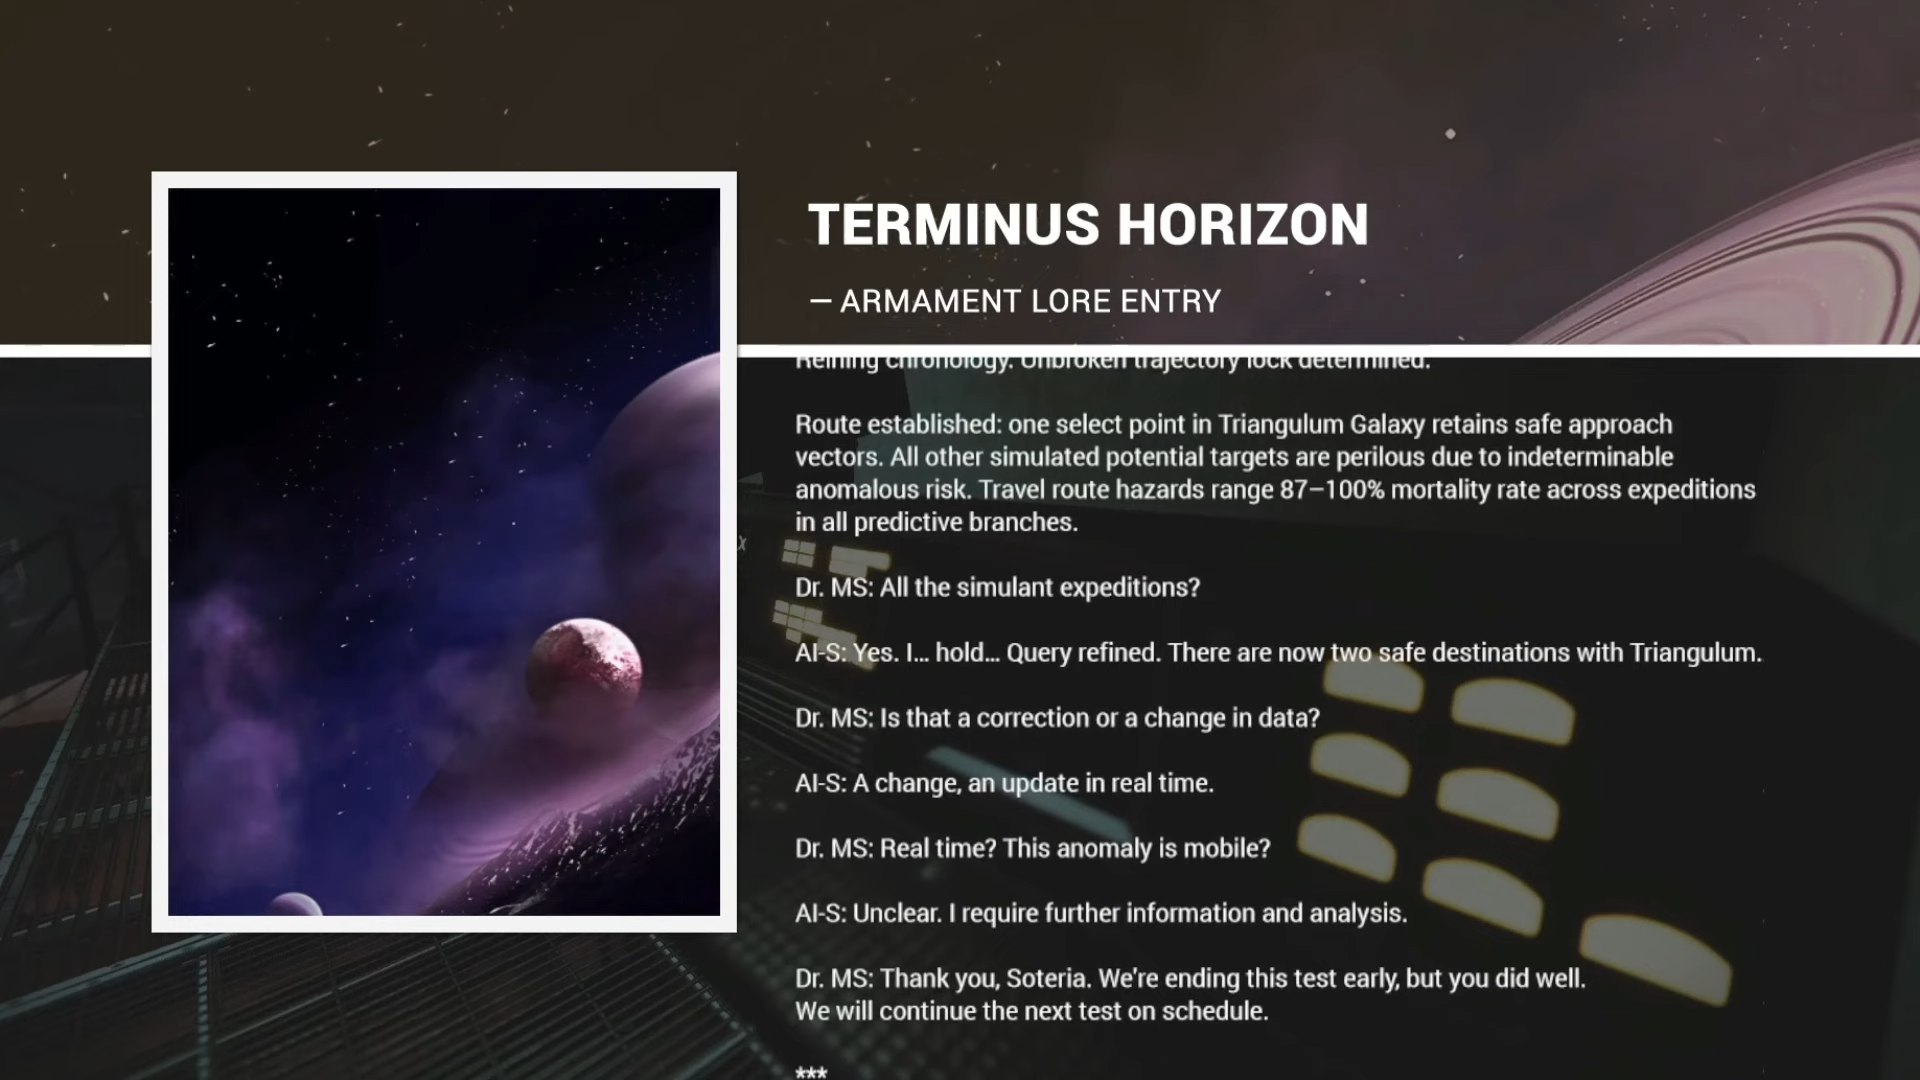 TERMINUS HORIZON
– ARMAMENT LORE ENTRY
Reining chronology. Unbroken trajectory lock determined.
Route established: one select point in Triangulum Galaxy retains safe approach
vectors. All other simulated potential targets are perilous due to indeterminable
anomalous risk. Travel route hazards range 87–100% mortality rate across expeditions
in all predictive branches.
Dr. MS: All the simulant expeditions?
AI-S: Yes. I... hold... Query refined. There are now two safe destinations with Triangulum.
Dr. MS: Is that a correction or a change in data?
AI-S: A change, an update in real time.
Dr. MS: Real time? This anomaly is mobile?
AI-S: Unclear. I require further information and analysis.
Dr. MS: Thank you, Soteria. We're ending this test early, but you did well.
We will continue the next test on schedule.
***